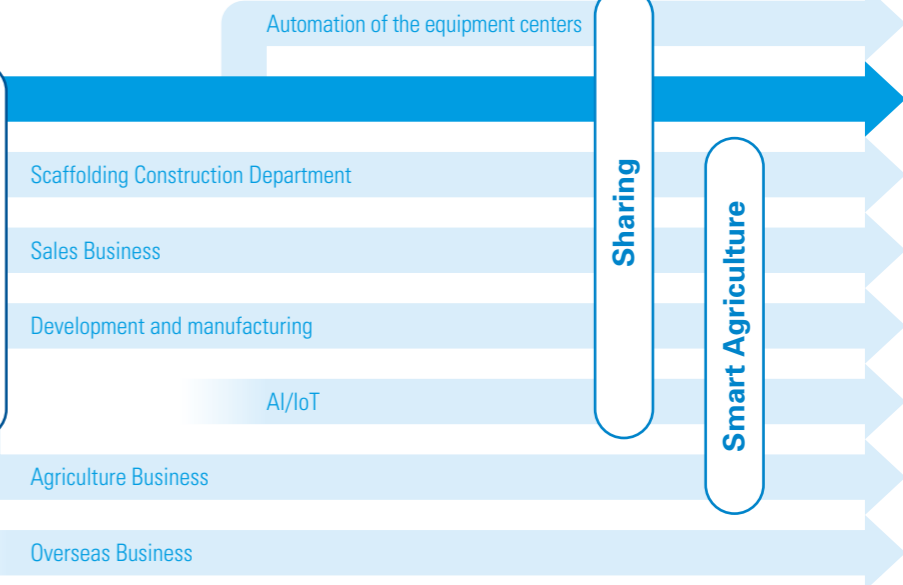 Automation of the equipment centers
Scaffolding Construction Department
Sales Business
Development and manufacturing
AI/IoT
Agriculture Business
Overseas Business
Sharing
Smart Agriculture